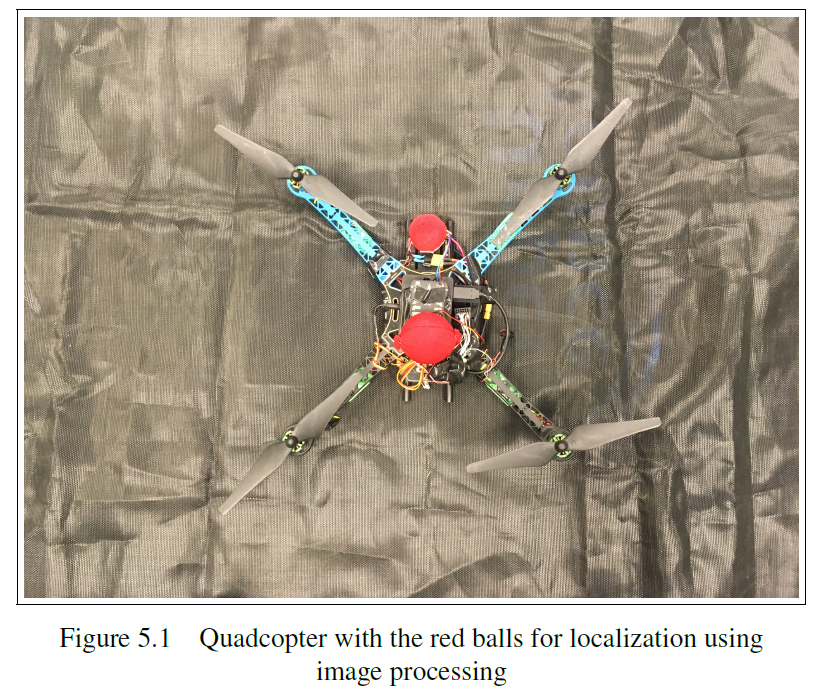 Figure 5.1 Quadcopter with the red balls for localization using
image processing